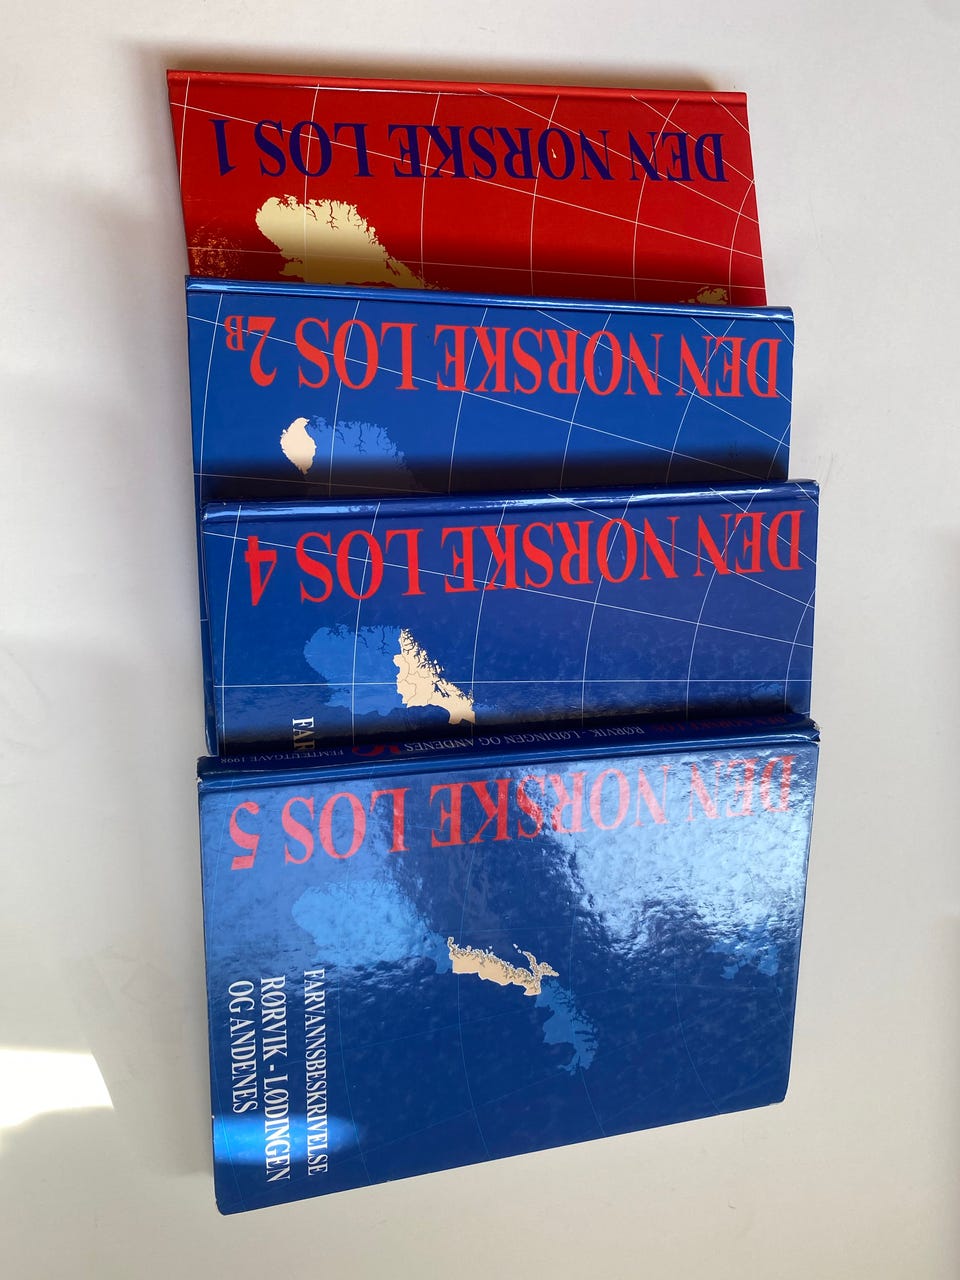 DEN NORSKE LOS 1
DEN NORSKE LOS 2B
DEN NORSKE LOS 4
FAR
RØRVIK - LØDINGEN OG ANDENES
FEMTE UTGAVE 1998
DEN NORSKE LOS 5
FARVANNSBESKRIVELSE
RØRVIK - LØDINGEN
OG ANDENES